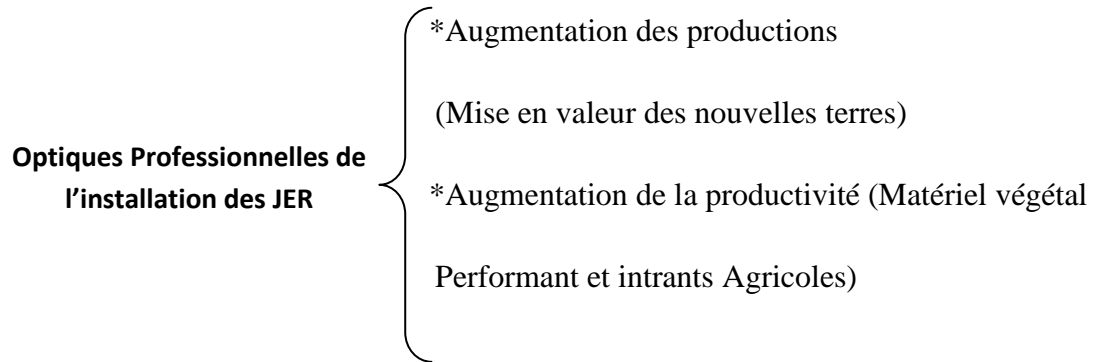 Optiques Professionnelles de
l’installation des JER
*Augmentation des productions
(Mise en valeur des nouvelles terres)
*Augmentation de la productivité (Matériel végétal
Performant et intrants Agricoles)